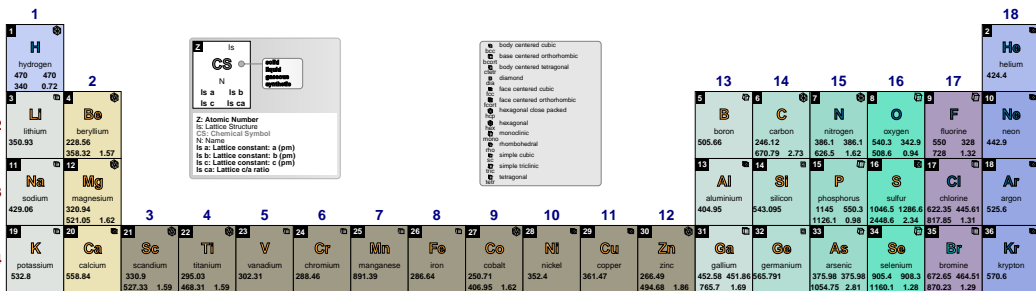 1
18
1
H
hydrogen
470 470
340 0.72
2
He
helium
424.4
Z
ls
CS
N
ls a ls b
ls c ls ca
solid
liquid
gaseous
synthetic
Z: Atomic Number
ls: Lattice Structure
CS: Chemical Symbol
N: Name
ls a: Lattice constant: a (pm)
ls b: Lattice constant: b (pm)
ls c: Lattice constant: c (pm)
ls ca: Lattice c/a ratio
bcc body centered cubic
bcort base centered orthorhombic
body centered tetragonal
dia diamond
fcc face centered cubic
fcort face centered orthorhombic
hcp hexagonal close packed
hex hexagonal
mono monoclinic
rho rhombohedral
sc simple cubic
tric simple triclinic
tetr tetragonal
2
13 14 15 16 17
3
Li
lithium
350.93
4
Be
beryllium
228.56
358.32 1.57
5
B
boron
505.66
6
C
carbon
246.12
670.79 2.73
7
N
nitrogen
386.1 386.1
626.5 1.62
8
O
oxygen
540.3 342.9
508.6 0.94
9
F
fluorine
550 328
728 1.32
10
Ne
neon
442.9
11
Na
sodium
429.06
12
Mg
magnesium
320.94
521.05 1.62
13
Al
aluminium
404.95
14
Si
silicon
543.095
15
P
phosphorus
1145 550.3
1126.1 0.98
16
S
sulfur
1046.5 1286.6
2448.6 2.34
17
Cl
chlorine
622.35 445.61
817.85 1.31
18
Ar
argon
525.6
3 4 5 6 7 8 9 10 11 12
19
K
potassium
532.8
20
Ca
calcium
558.84
21
Sc
scandium
330.9
527.33 1.59
22
Ti
titanium
295.03
468.31 1.59
23
V
vanadium
302.31
24
Cr
chromium
288.46
25
Mn
manganese
891.39
26
Fe
iron
286.64
27
Co
cobalt
250.71
406.95 1.62
28
Ni
nickel
352.4
29
Cu
copper
361.47
30
Zn
zinc
266.49
494.68 1.86
31
Ga
gallium
452.58 451.86
765.7 1.69
32
Ge
germanium
565.791
33
As
arsenic
375.98 375.98
1054.75 2.81
34
Se
selenium
905.4 908.3
1160.1 1.28
35
Br
bromine
672.65 464.51
870.23 1.29
36
Kr
krypton
570.6